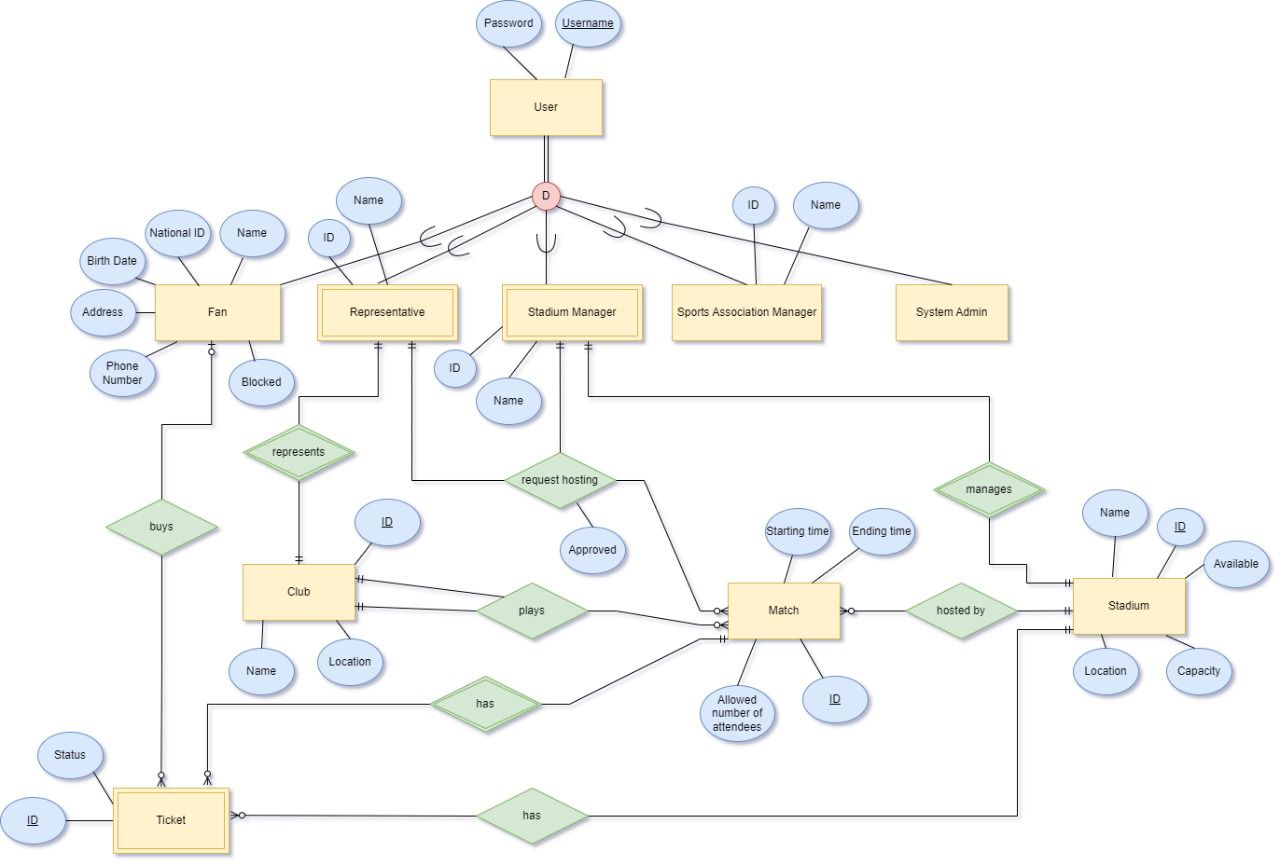 Password
Username
User
D
Name
ID
ID
Name
National ID
Name
Birth Date
Address
Fan
Representative
Stadium Manager
Sports Association Manager
System Admin
Phone
Number
Blocked
ID
Name
represents
request hosting
manages
buys
ID
Approved
Starting time
Ending time
Name
ID
Available
Club
plays
Match
hosted by
Stadium
Name
Location
Location
Capacity
has
Allowed
number of
attendees
ID
Status
ID
Ticket
has